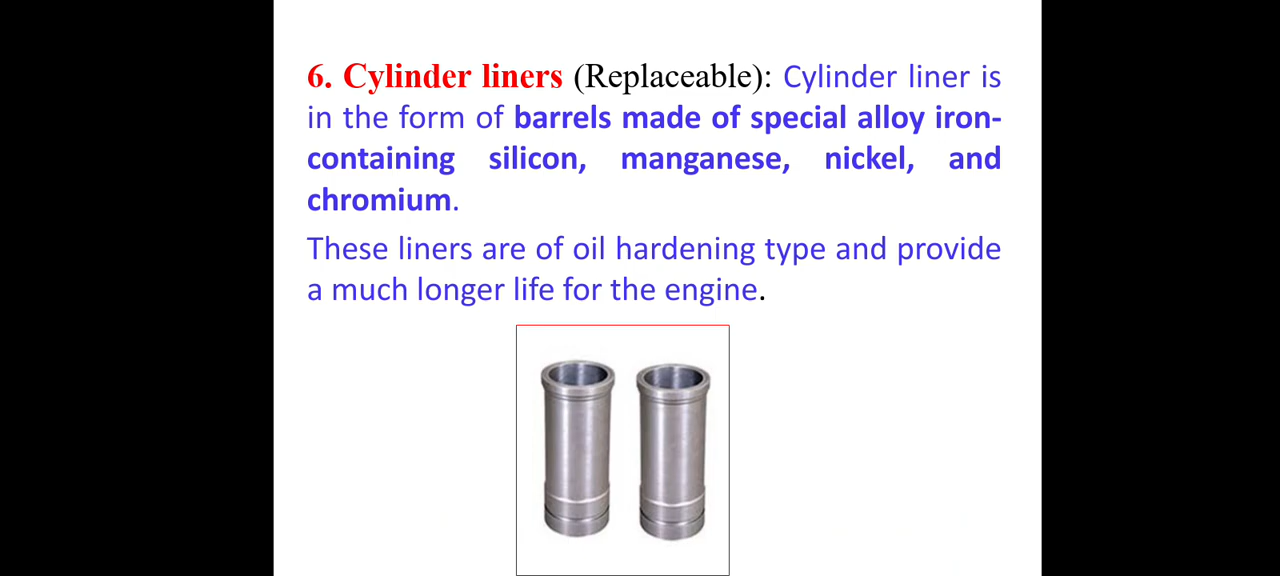 6. Cylinder liners (Replaceable): Cylinder liner is
in the form of barrels made of special alloy iron-
containing silicon, manganese, nickel, and
chromium.
These liners are of oil hardening type and provide
a much longer life for the engine.